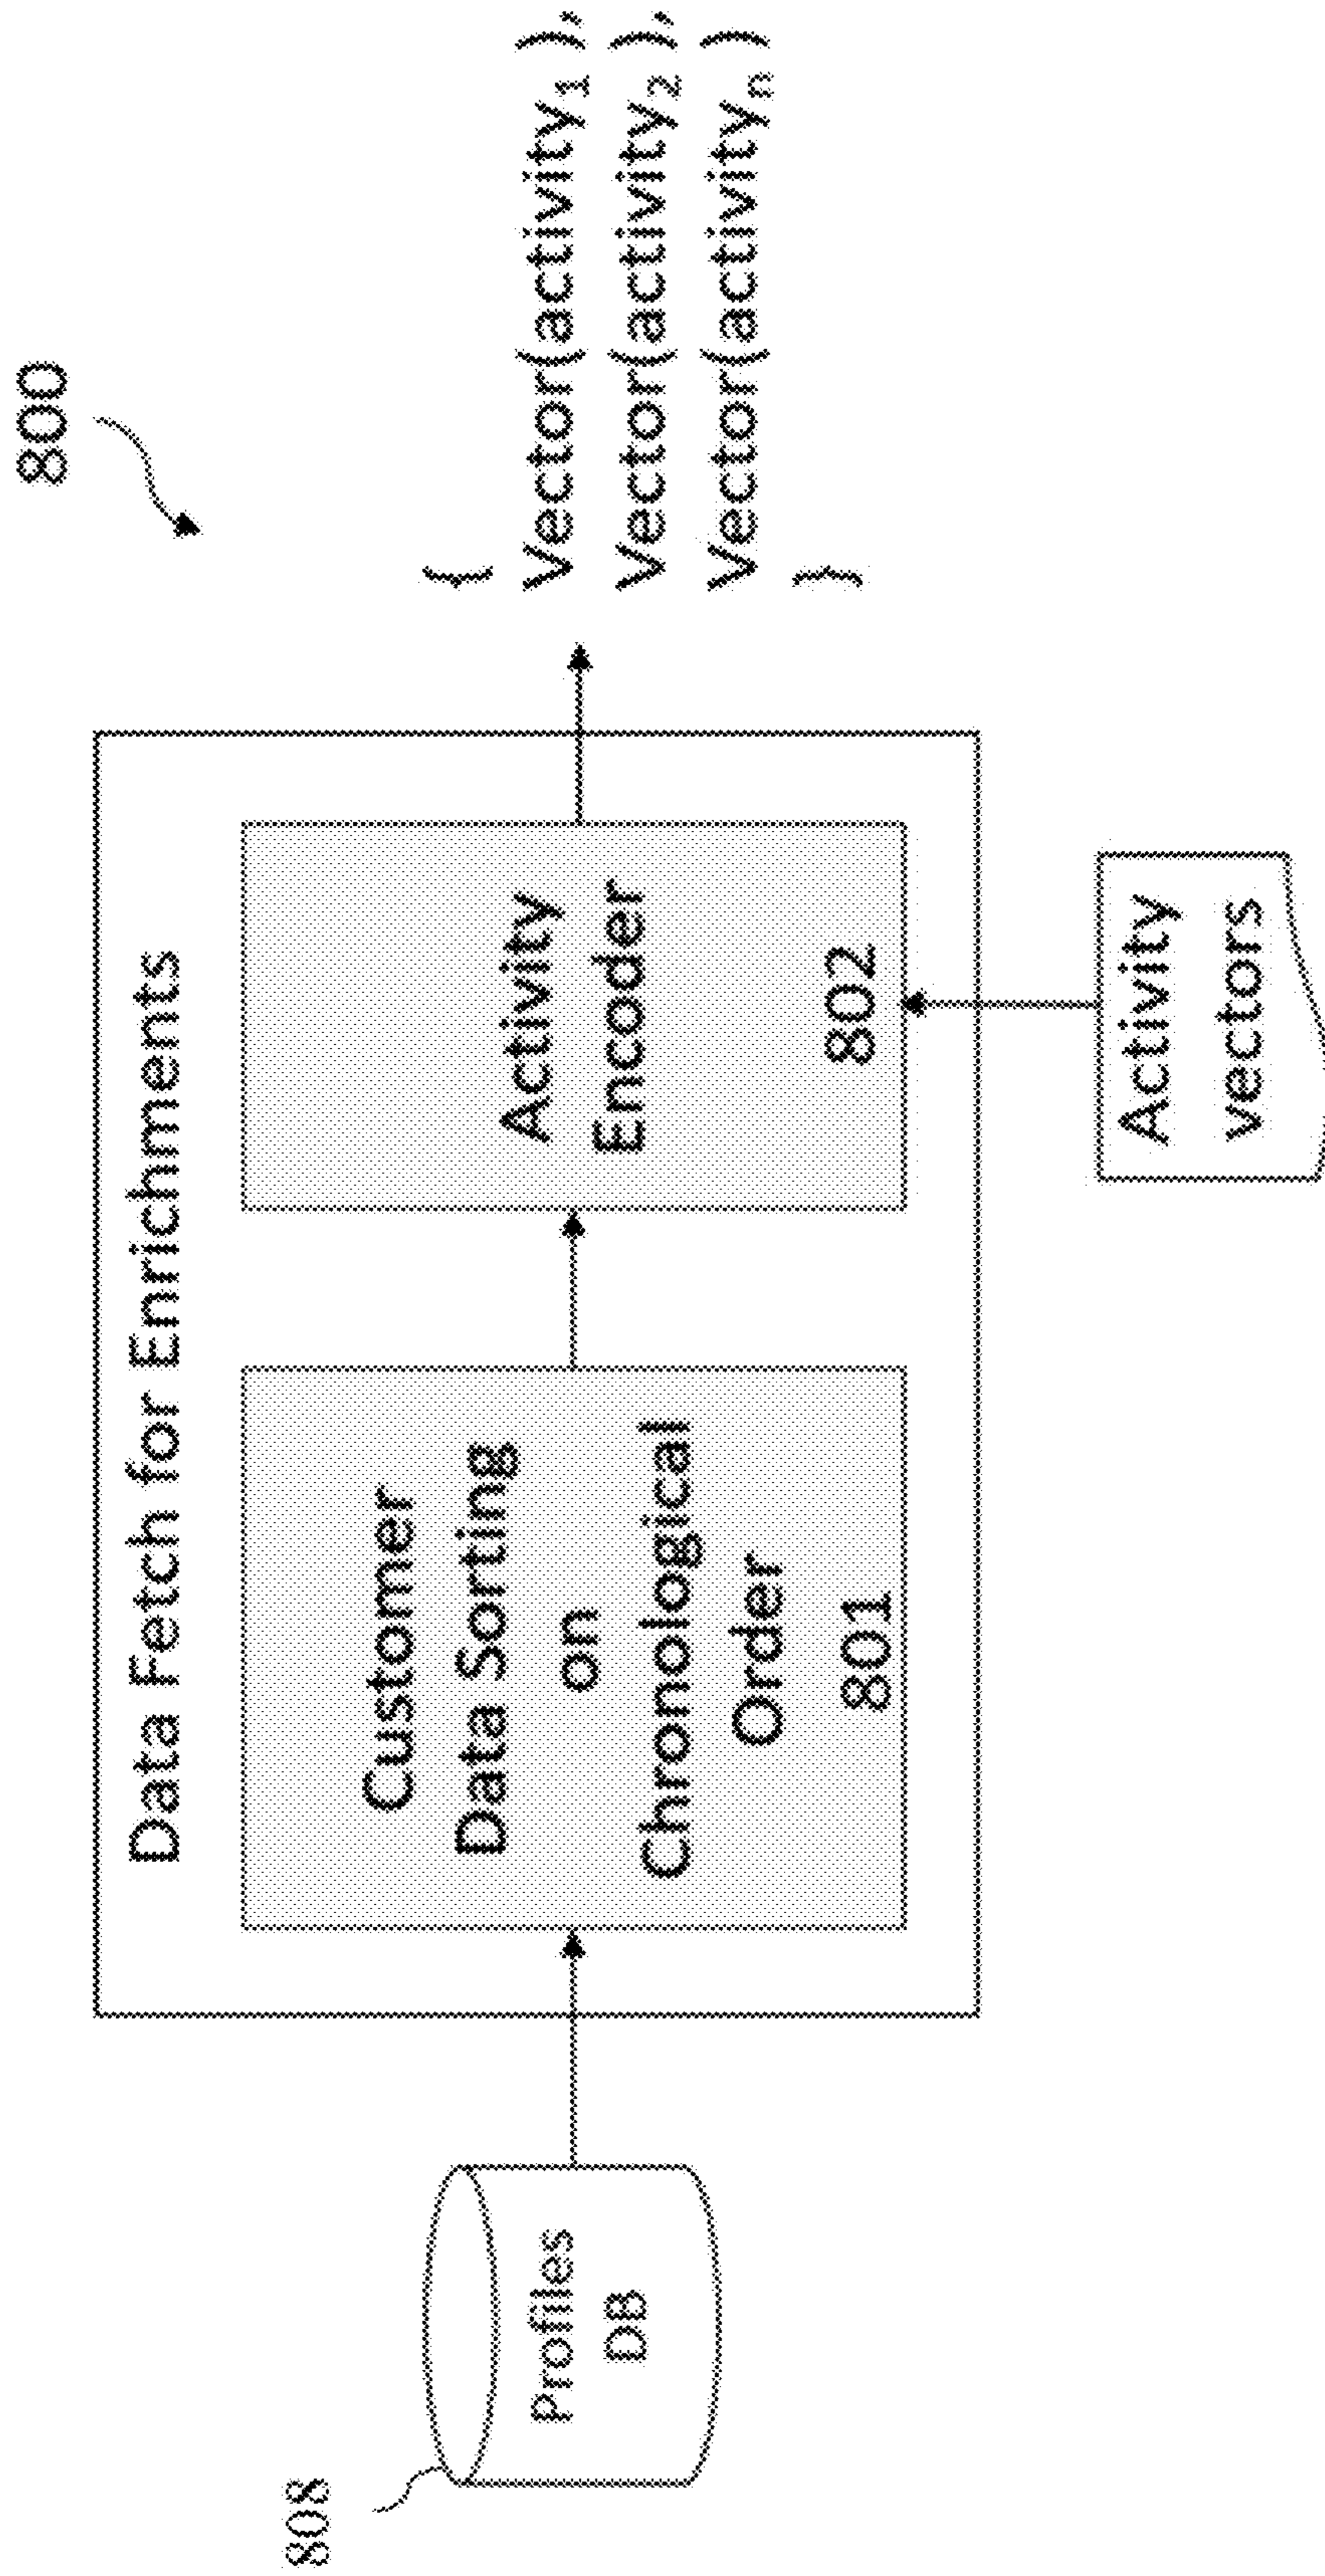 800
Data Fetch for Enrichments
808
Profiles
DB
Customer
Data Sorting
on
Chronological
Order
801
Activity
Encoder
802
{
Vector(activity₁ ),
Vector(activity₂ ),
Vector(activityₙ )
}
Activity
vectors